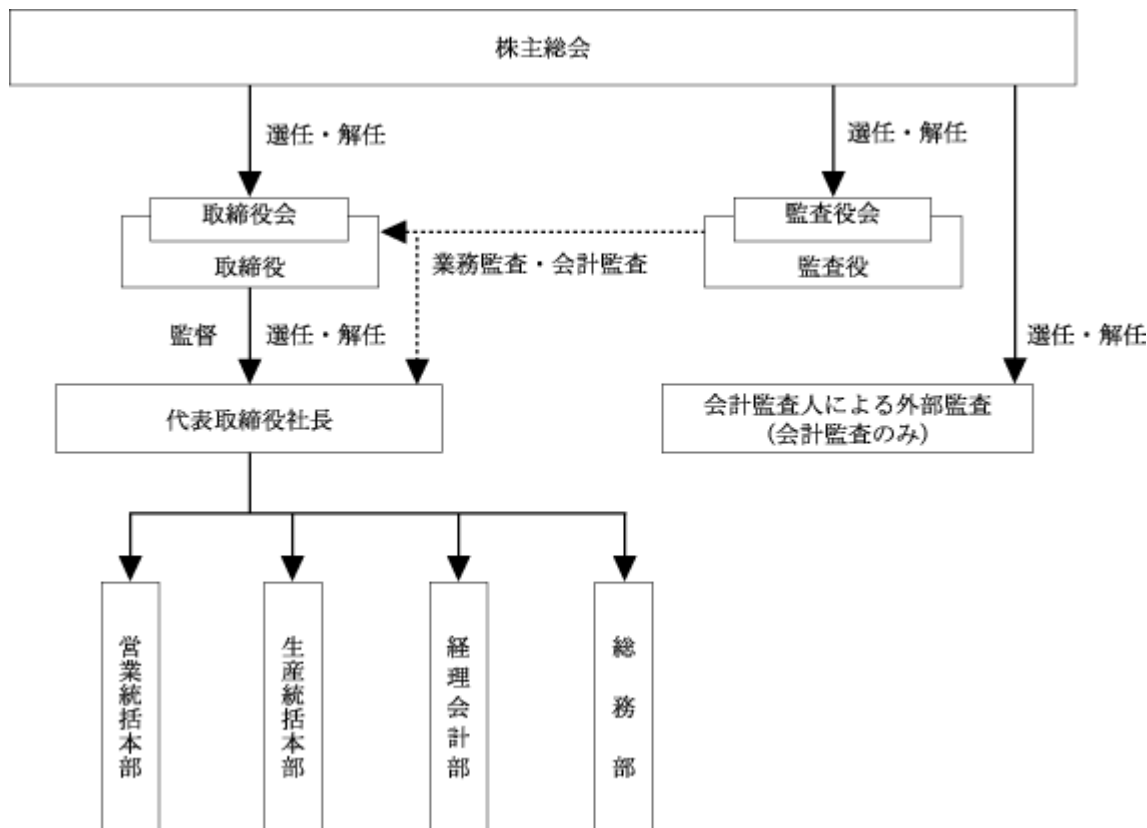 株主総会
選任・解任
選任・解任
取締役会
監査役会
取締役
業務監査・会計監査
監査役
監督
選任・解任
選任・解任
代表取締役社長
会計監査人による外部監査
(会計監査のみ)
営業統括本部
生産統括本部
経理会計部
総務部